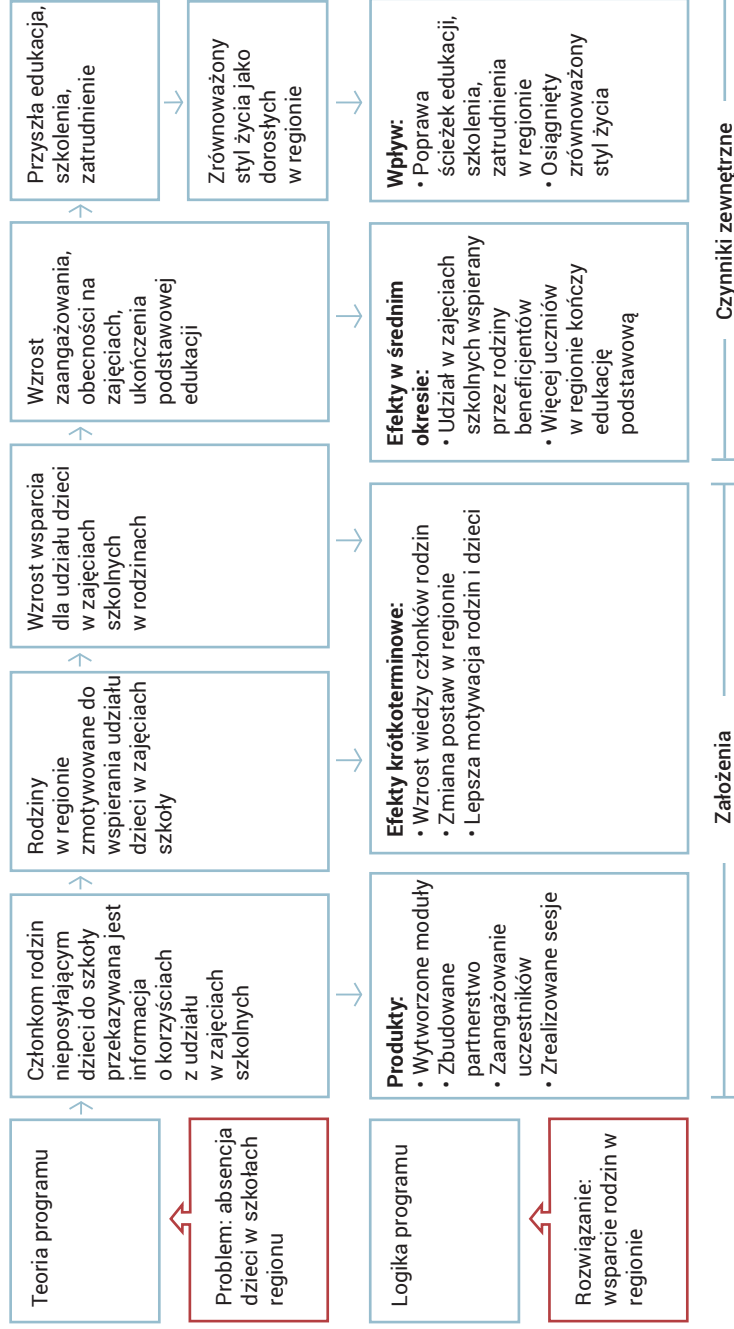 Teoria programu
Problem: absencja
dzieci w szkołach
regionu
Członkom rodzin
nieposyłającym
dzieci do szkoły
przekazywana jest
informacja
o korzyściach
z udziału
w zajęciach
szkolnych
Rodziny
w regionie
zmotywowane do
wspierania udziału
dzieci w zajęciach
szkoły
Wzrost wsparcia
dla udziału dzieci
w zajęciach
szkolnych
w rodzinach
Wzrost
zaangażowania,
obecności na
zajęciach,
ukończenia
podstawowej
edukacji
Przyszła edukacja,
szkolenia,
zatrudnienie
Zrównoważony
styl życia jako
dorosłych
w regionie
Logika programu
Rozwiązanie:
wsparcie rodzin w
regionie
Produkty:
• Wytworzone moduły
• Zbudowane
partnerstwo
• Zaangażowanie
uczestników
• Zrealizowane sesje
Efekty krótkoterminowe:
• Wzrost wiedzy członków rodzin
• Zmiana postaw w regionie
• Lepsza motywacja rodzin i dzieci
Efekty w średnim
okresie:
• Udział w zajęciach
szkolnych wspierany
przez rodziny
beneficjentów
• Więcej uczniów
w regionie kończy
edukację
podstawową
Wpływ:
• Poprawa
ścieżek edukacji,
szkolenia,
zatrudnienia
w regionie
• Osiągnięty
zrównoważony
styl życia
Założenia
Czynniki zewnętrzne